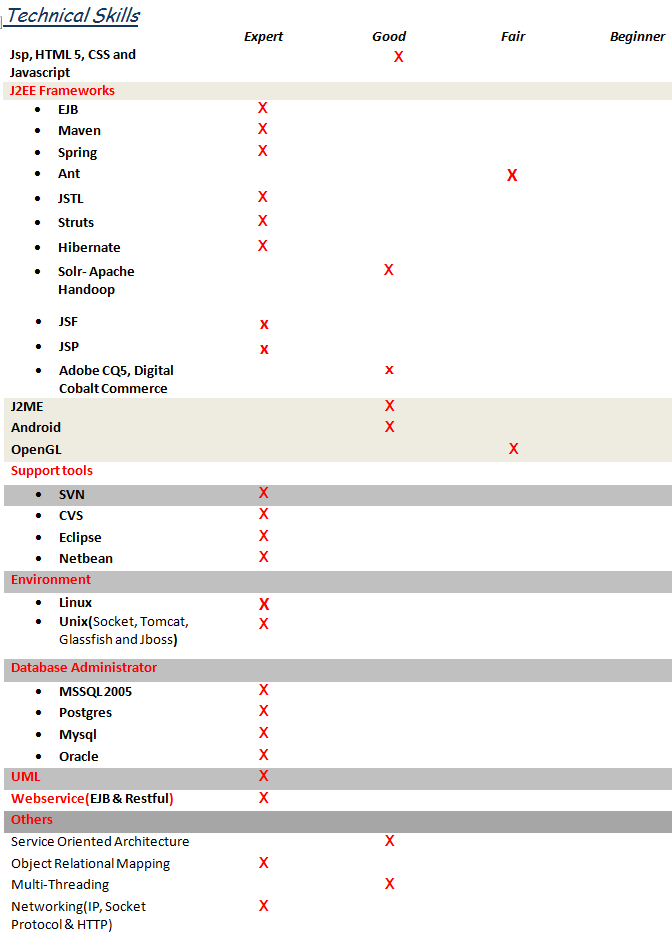 Technical Skills
Expert Good Fair Beginner
Jsp, HTML 5, CSS and X
Javascript
J2EE Frameworks
• EJB X
• Maven X
• Spring X
• Ant X
• JSTL X
• Struts X
• Hibernate X
• Solr- Apache X
Handoop
• JSF x
• JSP x
• Adobe CQ5, Digital x
Cobalt Commerce
J2ME X
Android X
OpenGL X
Support tools
• SVN X
• CVS X
• Eclipse X
• Netbean X
Environment
• Linux X
• Unix(Socket, Tomcat, X
Glassfish and Jboss)
Database Administrator
• MSSQL 2005 X
• Postgres X
• Mysql X
• Oracle X
UML X
Webservice(EJB & Restful) X
Others
Service Oriented Architecture X
Object Relational Mapping X
Multi-Threading X
Networking(IP, Socket X
Protocol & HTTP)